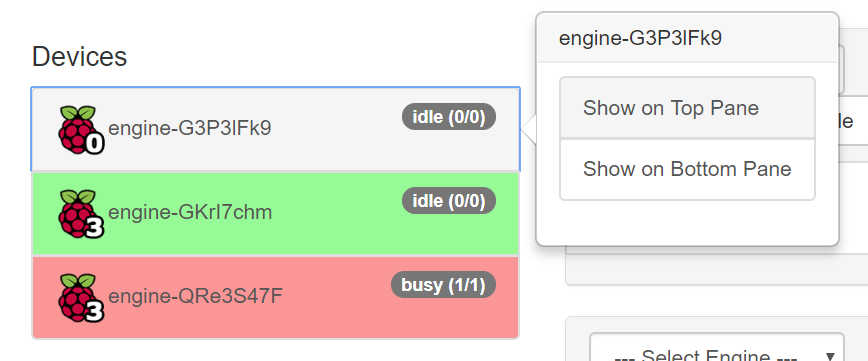 Devices
engine-G3P3lFk9
idle (0/0)
0
engine-GKrI7chm
idle (0/0)
3
engine-QRe3S47F
busy (1/1)
3
engine-G3P3lFk9
Show on Top Pane
Show on Bottom Pane
le
--- Select Engine ---